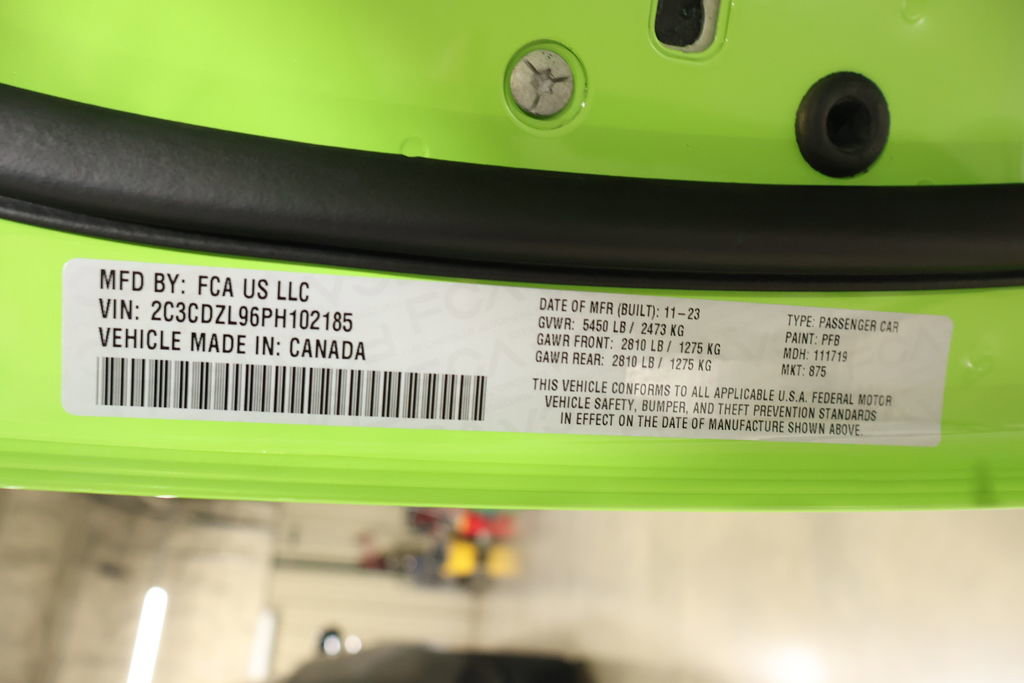 MFD BY: FCA US LLC
VIN: 2C3CDZL96PH102185
VEHICLE MADE IN: CANADA
DATE OF MFR (BUILT): 11-23
GVWR: 5450 LB / 2473 KG
GAWR FRONT: 2810 LB / 1275 KG
GAWR REAR: 2810 LB / 1275 KG
TYPE: PASSENGER CAR
PAINT: PFB
MDH: 111719
MKT: 875
THIS VEHICLE CONFORMS TO ALL APPLICABLE U.S.A. FEDERAL MOTOR
VEHICLE SAFETY, BUMPER, AND THEFT PREVENTION STANDARDS
IN EFFECT ON THE DATE OF MANUFACTURE SHOWN ABOVE.